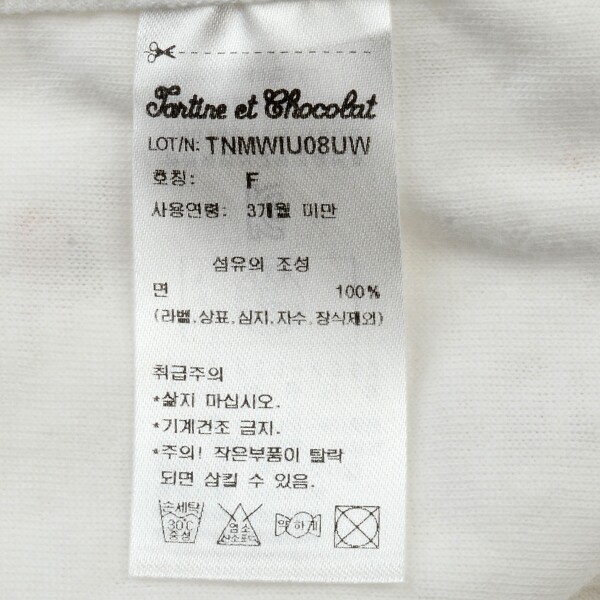 Tartine et Chocolat
LOT/N: TNMWIU08UW
호칭: F
사용연령: 3개월 미만
섬유의 조성
면 100%
(라벨.상표.심지.자수.장식제외)
취급주의
*삶지 마십시오.
*기계건조 금지.
*주의! 작은부품이 탈락
되면 삼킬 수 있음.
손세탁 30℃ 중성
염소 산소표백
약하게